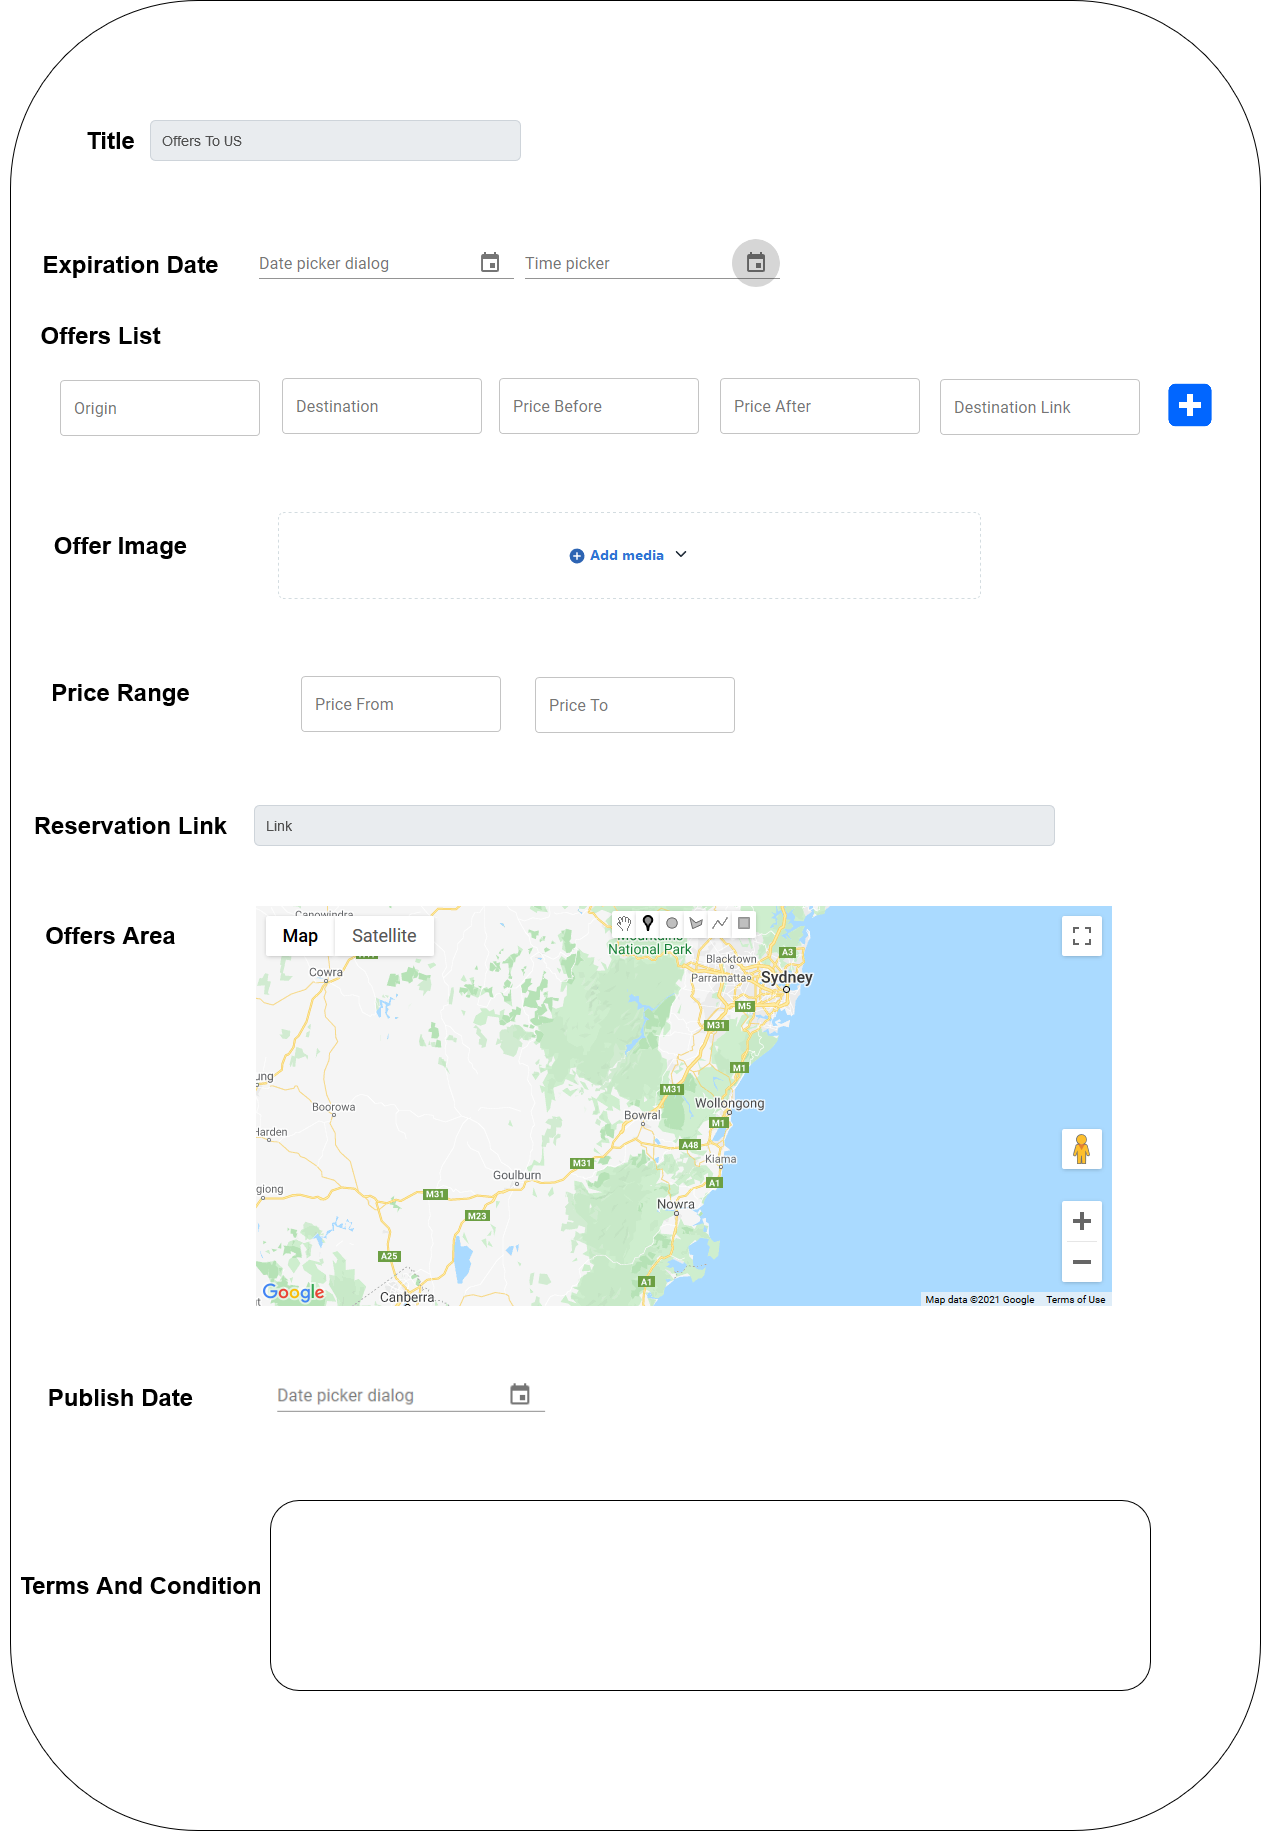 Title
Offers To US
Expiration Date
Date picker dialog
Time picker
Offers List
Origin
Destination
Price Before
Price After
Destination Link
Offer Image
Add media
Price Range
Price From
Price To
Reservation Link
Link
Offers Area
Canowindra
Map
Satellite
National Park
Blacktown
A3
Cowra
Parramatta
Sydney
M5
M31
M1
ung
M31
Wollongong
Boorowa
Bowral
M1
Harden
A48
Kiama
M31
Goulburn
A1
giong
M31
Nowra
M23
A25
A1
Google
Canberra
Map data ©2021 Google
Terms of Use
Publish Date
Date picker dialog
Terms And Condition